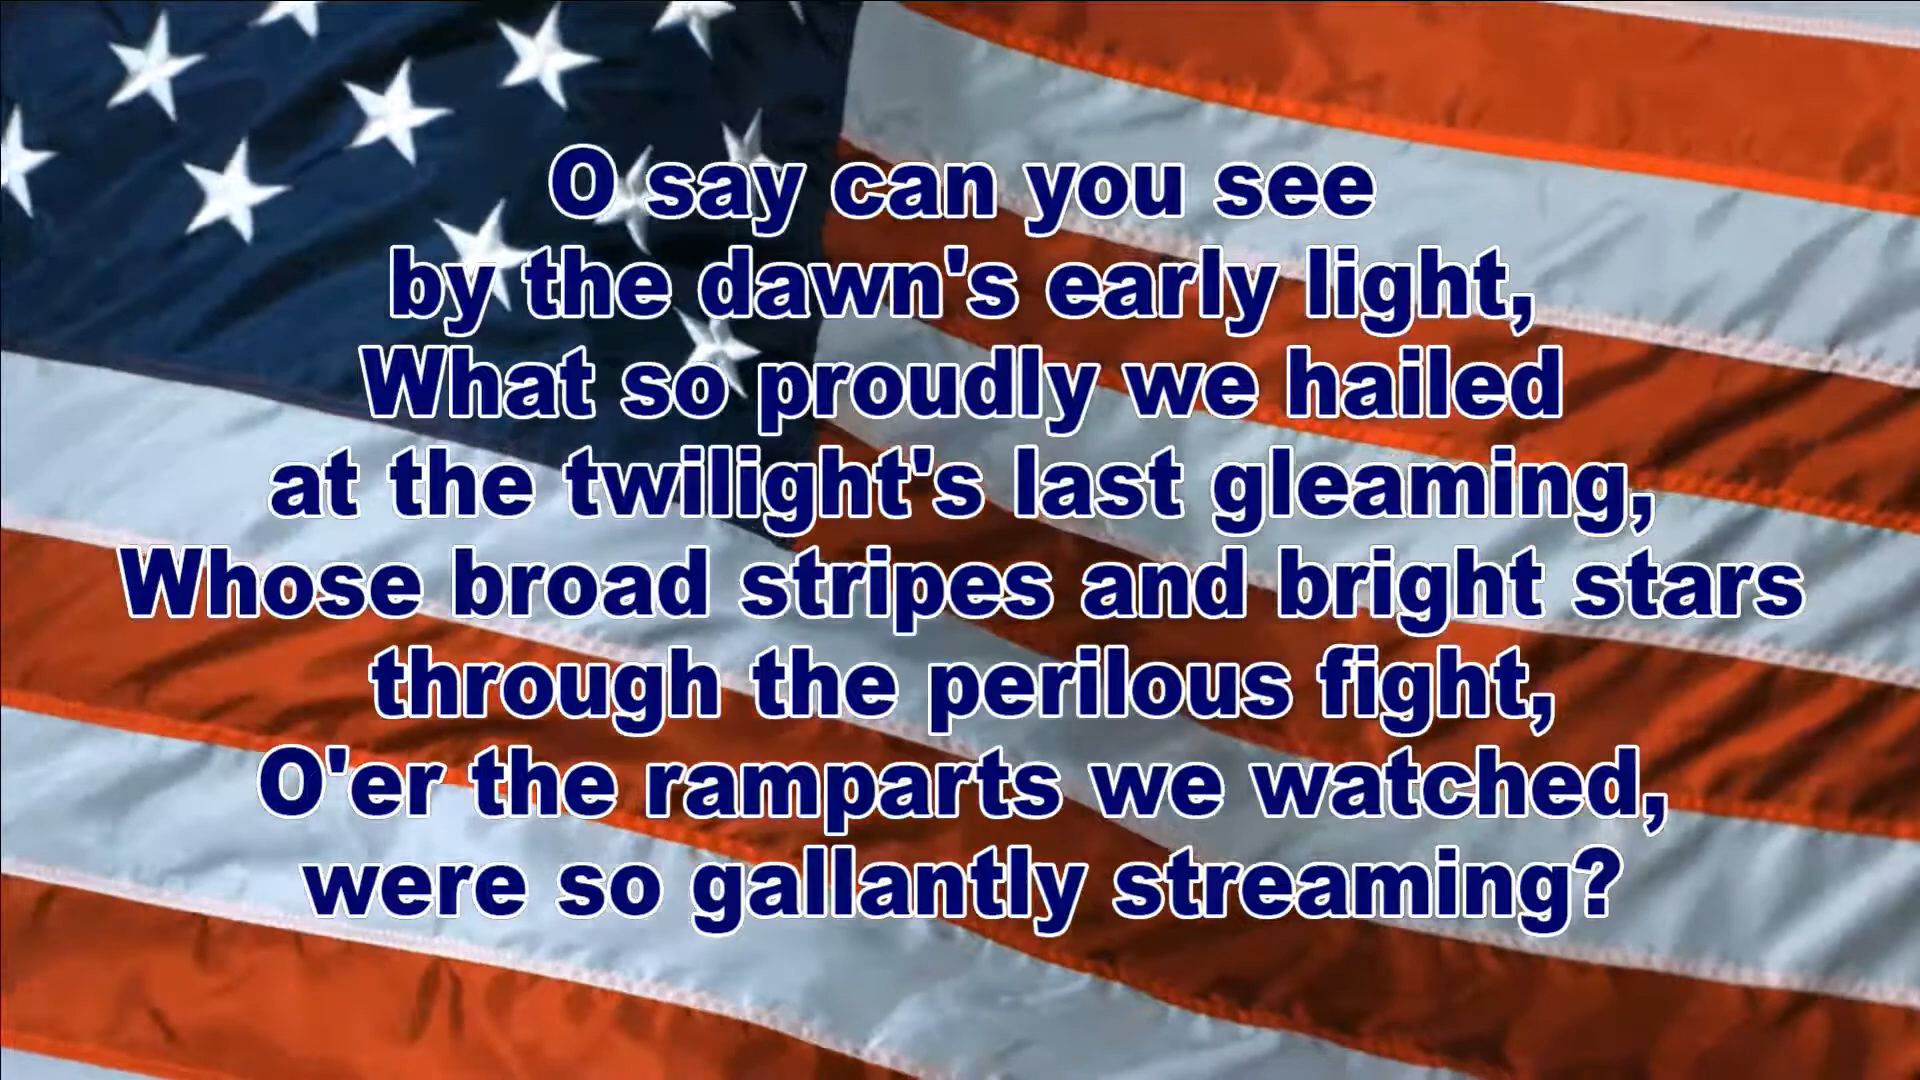 O say can you see
by the dawn's early light,
What so proudly we hailed
at the twilight's last gleaming,
Whose broad stripes and bright stars
through the perilous fight,
O'er the ramparts we watched,
were so gallantly streaming?